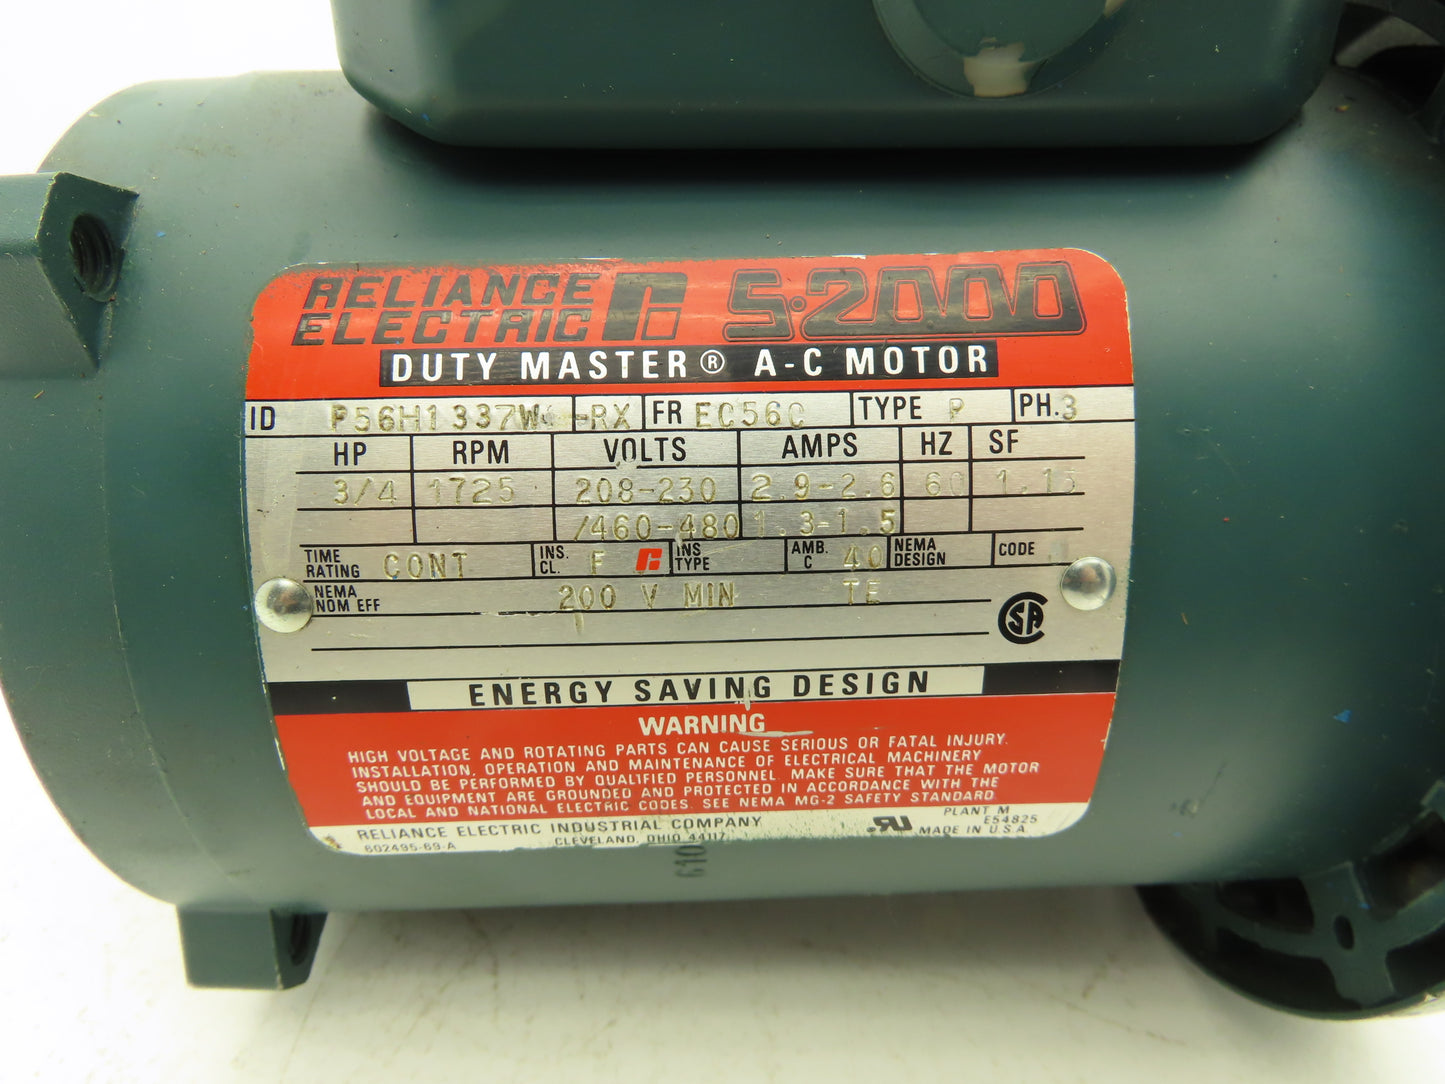 RELIANCE
ELECTRIC
S·2000
DUTY MASTER® A-C MOTOR
ID P56H1337W -RX FR EC56C TYPE P PH.3
HP RPM VOLTS AMPS HZ SF
3/4 1725 208-230 2.9-2.6 60
/460-480 1.3-1.5
TIME RATING CONT INS. CL. F INS TYPE AMB. C 40 NEMA DESIGN CODE
NEMA NOM EFF 200 V MIN TE
ENERGY SAVING DESIGN
WARNING
HIGH VOLTAGE AND ROTATING PARTS CAN CAUSE SERIOUS OR FATAL INJURY.
INSTALLATION, OPERATION AND MAINTENANCE OF ELECTRICAL MACHINERY
SHOULD BE PERFORMED BY QUALIFIED PERSONNEL. MAKE SURE THAT THE MOTOR
AND EQUIPMENT ARE GROUNDED AND PROTECTED IN ACCORDANCE WITH THE
LOCAL AND NATIONAL ELECTRIC CODES. SEE NEMA MG-2 SAFETY STANDARD
RELIANCE ELECTRIC INDUSTRIAL COMPANY
CLEVELAND, OHIO 44117
602495-69-A
PLANT M
E54825
MADE IN U.S.A.